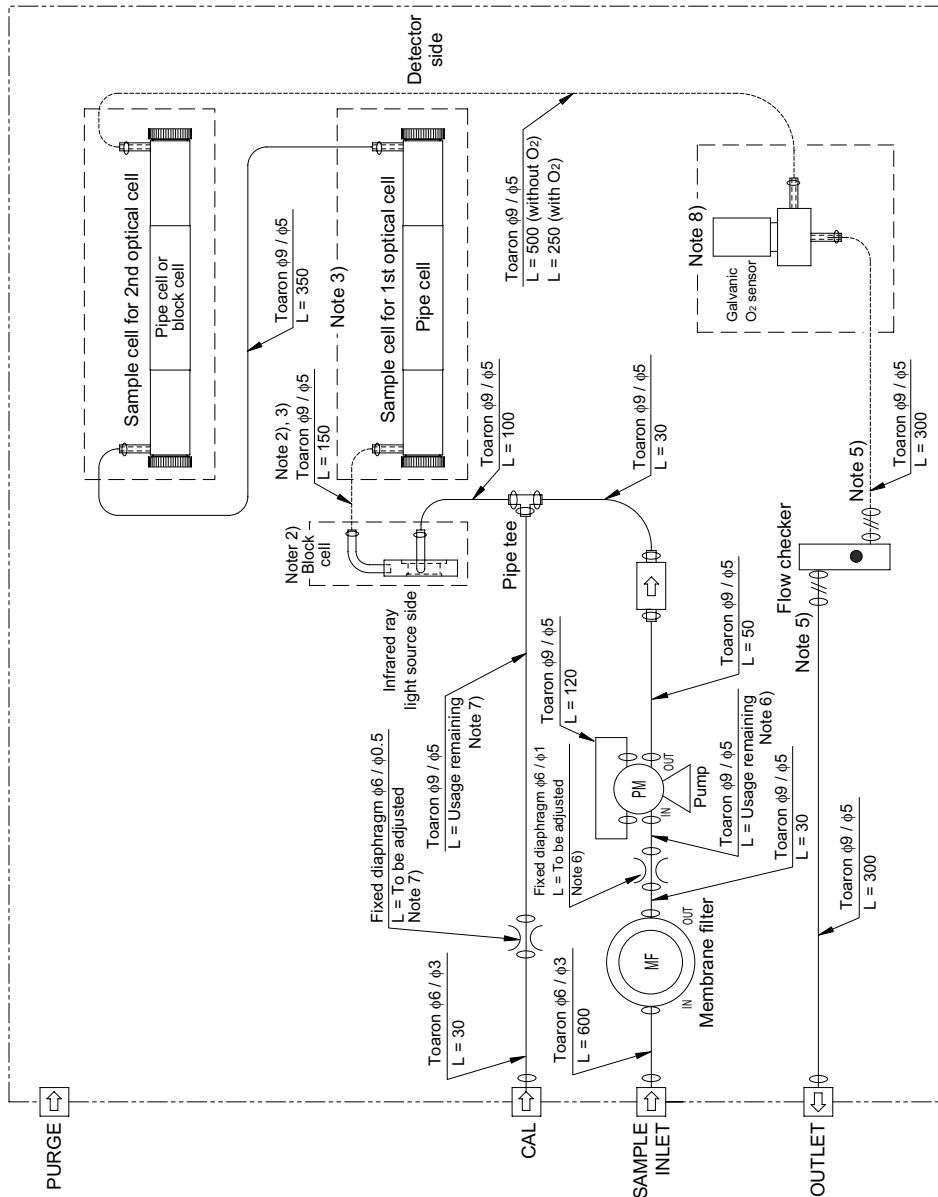 Detector
side
Sample cell for 2nd optical cell
Pipe cell or
block cell
Toaron ϕ9 / ϕ5
L = 350
Note 3)
Sample cell for 1st optical cell
Pipe cell
Toaron ϕ9 / ϕ5
L = 500 (without O2)
L = 250 (with O2)
Note 8)
Galvanic
O2 sensor
Note 2), 3)
Toaron ϕ9 / ϕ5
L = 150
Noter 2)
Block
cell
Infrared ray
light source side
Toaron ϕ9 / ϕ5
L = 100
Pipe tee
Toaron ϕ9 / ϕ5
L = 30
Note 5)
Toaron ϕ9 / ϕ5
L = 300
Flow checker
Note 5)
Fixed diaphragm ϕ6 / ϕ0.5
L = To be adjusted
Note 7)
Toaron ϕ9 / ϕ5
L = Usage remaining
Note 7)
Toaron ϕ9 / ϕ5
L = 120
Toaron ϕ9 / ϕ5
L = 50
Fixed diaphragm ϕ6 / ϕ1
L = To be adjusted
Note 6)
PM
IN
OUT
Pump
Toaron ϕ9 / ϕ5
L = Usage remaining
Note 6)
Toaron ϕ9 / ϕ5
L = 30
Toaron ϕ6 / ϕ3
L = 30
Toaron ϕ6 / ϕ3
L = 600
MF
IN
OUT
Membrane filter
Toaron ϕ9 / ϕ5
L = 300
PURGE
CAL
SAMPLE
INLET
OUTLET